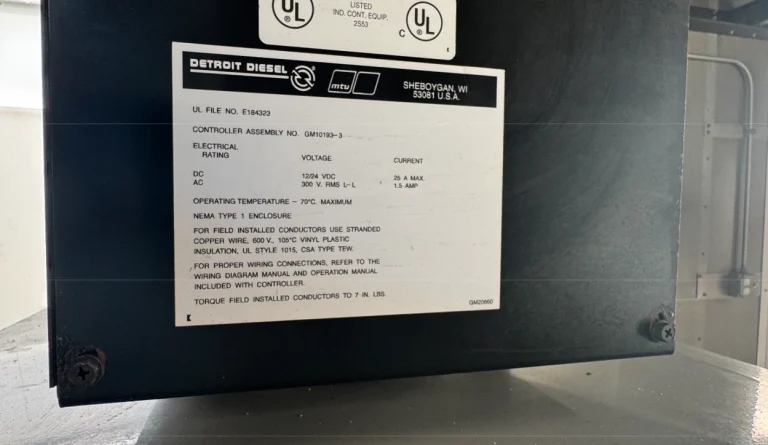 UL
LISTED
IND. CONT. EQUIP.
2S53
C UL
DETROIT DIESEL mtu SHEBOYGAN, WI
53081 U.S.A.
UL FILE NO. E184323
CONTROLLER ASSEMBLY NO. GM10193-3
ELECTRICAL
RATING VOLTAGE CURRENT
DC 12/24 VDC 25 A MAX.
AC 300 V. RMS L-L 1.5 AMP
OPERATING TEMPERATURE - 70°C. MAXIMUM
NEMA TYPE 1 ENCLOSURE
FOR FIELD INSTALLED CONDUCTORS USE STRANDED
COPPER WIRE, 600 V., 105°C VINYL PLASTIC
INSULATION, UL STYLE 1015, CSA TYPE TEW.
FOR PROPER WIRING CONNECTIONS, REFER TO THE
WIRING DIAGRAM MANUAL AND OPERATION MANUAL
INCLUDED WITH CONTROLLER.
TORQUE FIELD INSTALLED CONDUCTORS TO 7 IN. LBS.
GM20660